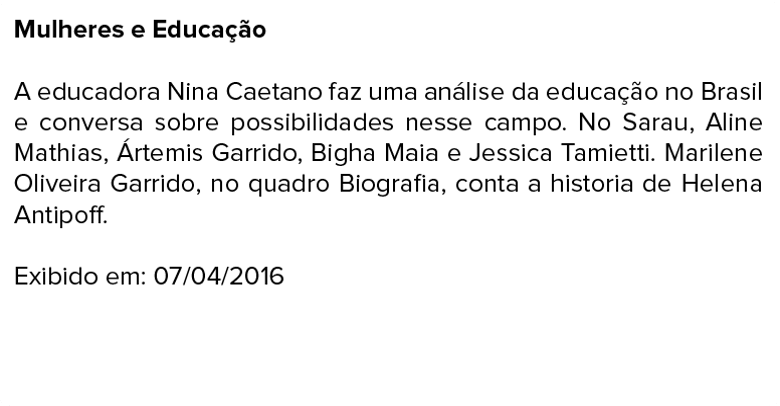 Mulheres e Educação
A educadora Nina Caetano faz uma análise da educação no Brasil
e conversa sobre possibilidades nesse campo. No Sarau, Aline
Mathias, Ártemis Garrido, Bigha Maia e Jessica Tamietti. Marilene
Oliveira Garrido, no quadro Biografia, conta a historia de Helena
Antipoff.
Exibido em: 07/04/2016